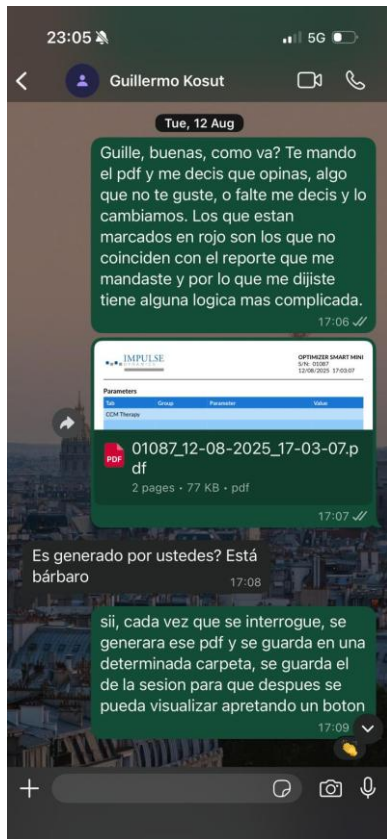 23:05
5G
Guillermo Kosut
Tue, 12 Aug
Guille, buenas, como va? Te mando
el pdf y me decis que opinas, algo
que no te guste, o falte me decis y lo
cambiamos. Los que estan
marcados en rojo son los que no
coinciden con el reporte que me
mandaste y por lo que me dijiste
tiene alguna logica mas complicada.
17:06
IMPULSE
DYNAMICS
OPTIMIZER SMART MINI
S/N: 01087
12/08/2025 17:03:07
Parameters
Tab Group Parameter Value
CCM Therapy
PDF
01087_12-08-2025_17-03-07.p
df
2 pages • 77 KB • pdf
17:07
Es generado por ustedes? Está
bárbaro
17:08
sii, cada vez que se interrogue, se
generara ese pdf y se guarda en una
determinada carpeta, se guarda el
de la sesion para que despues se
pueda visualizar apretando un boton
17:09